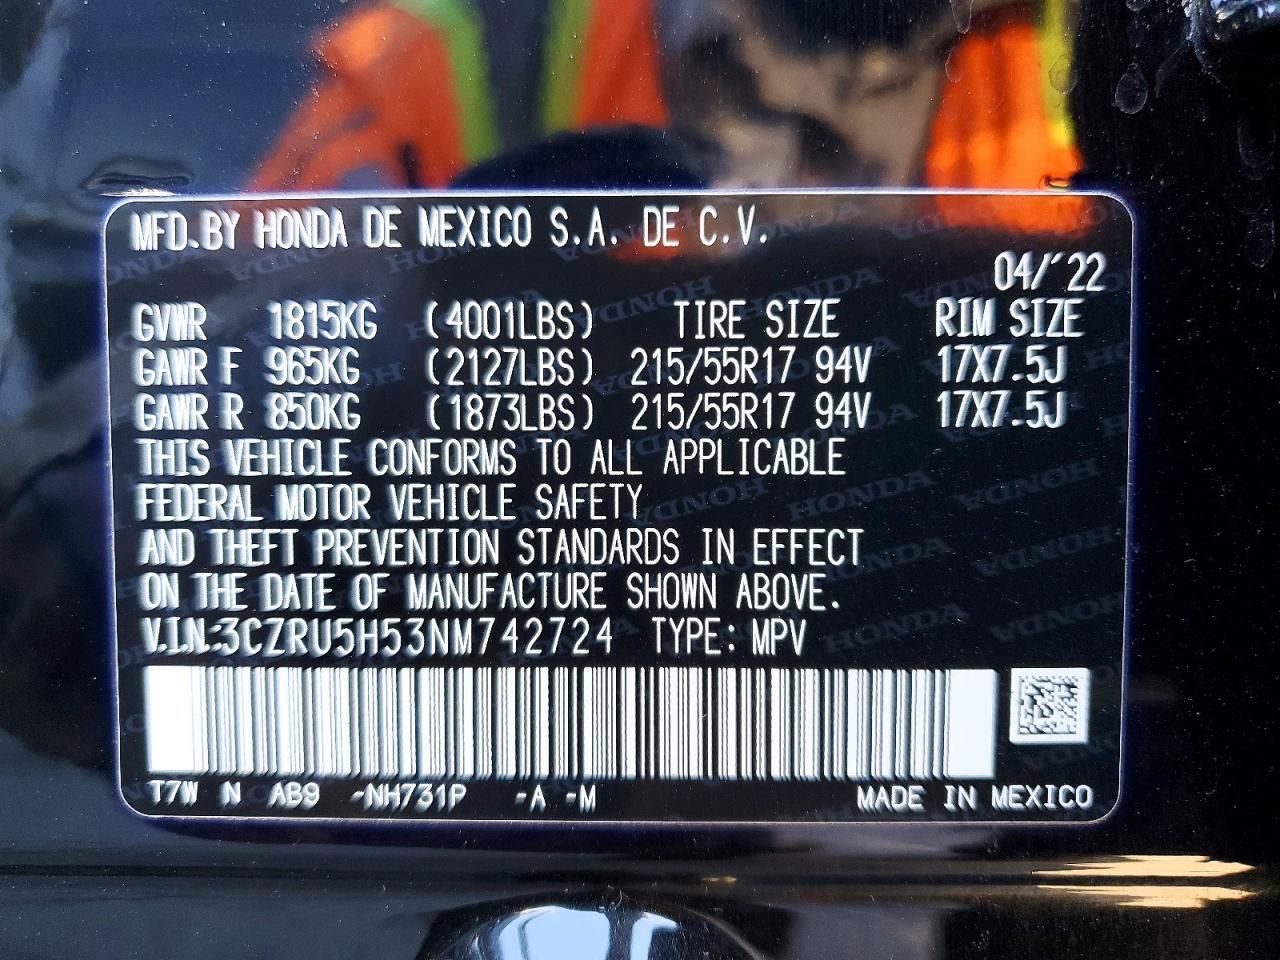 MFD.BY HONDA DE MEXICO S.A. DE C.V.
04/'22
GVWR 1815KG (4001LBS) TIRE SIZE RIM SIZE
GAWR F 965KG (2127LBS) 215/55R17 94V 17X7.5J
GAWR R 850KG (1873LBS) 215/55R17 94V 17X7.5J
THIS VEHICLE CONFORMS TO ALL APPLICABLE
FEDERAL MOTOR VEHICLE SAFETY
AND THEFT PREVENTION STANDARDS IN EFFECT
ON THE DATE OF MANUFACTURE SHOWN ABOVE.
V.I.N:3CZRU5H53NM742724 TYPE: MPV
T7W N AB9 -NH731P -A -M MADE IN MEXICO